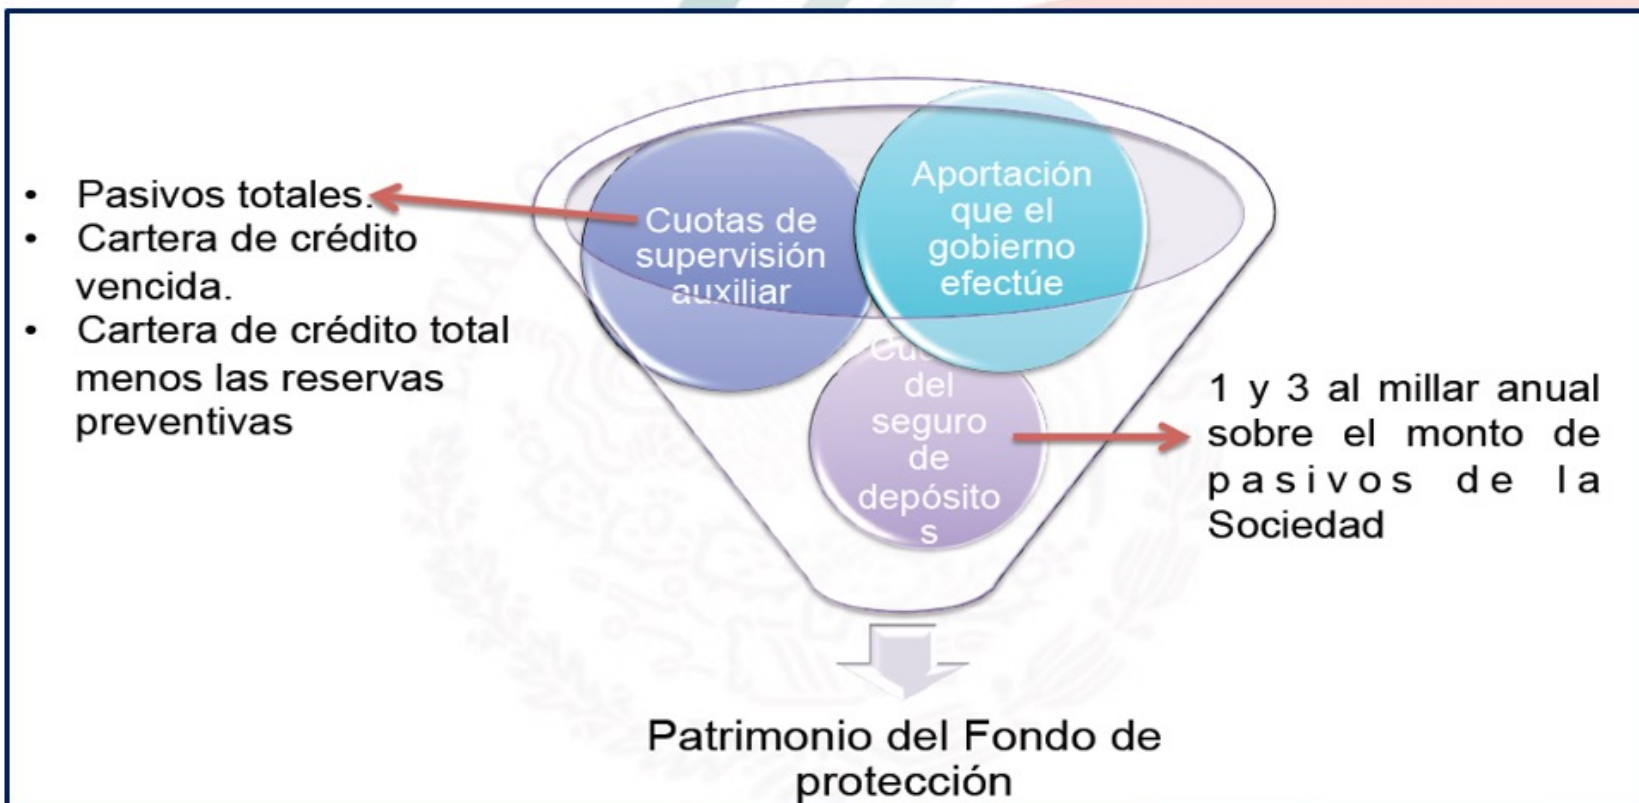 • Pasivos totales.
• Cartera de crédito
vencida.
• Cartera de crédito total
menos las reservas
preventivas
Cuotas de
supervisión
auxiliar
Aportación
que el
gobierno
efectúe
del
seguro
de
depósito
s
1 y 3 al millar anual
sobre el monto de
pasivos de la
Sociedad
Patrimonio del Fondo de
protección